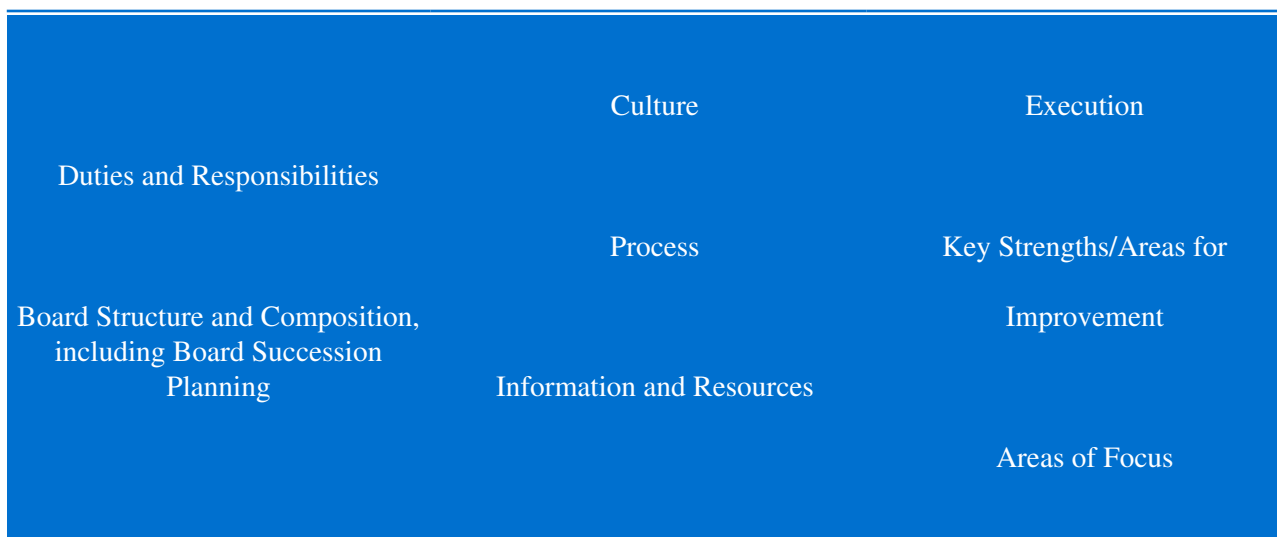 Duties and Responsibilities
Board Structure and Composition,
including Board Succession
Planning
Culture
Process
Information and Resources
Execution
Key Strengths/Areas for
Improvement
Areas of Focus